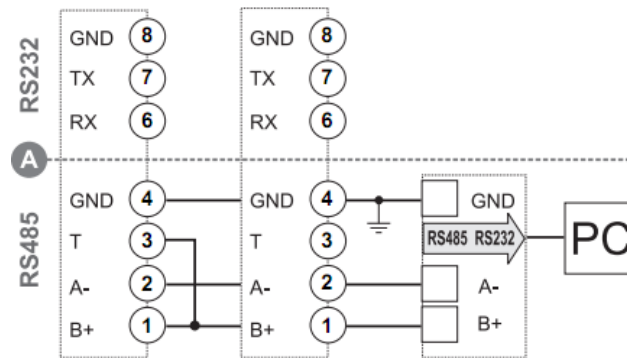 RS232
GND 8 GND 8
TX 7 TX 7
RX 6 RX 6
A
RS485
GND 4 GND 4 GND
T 3 T 3 RS485 RS232 PC
A- 2 A- 2 A-
B+ 1 B+ 1 B+